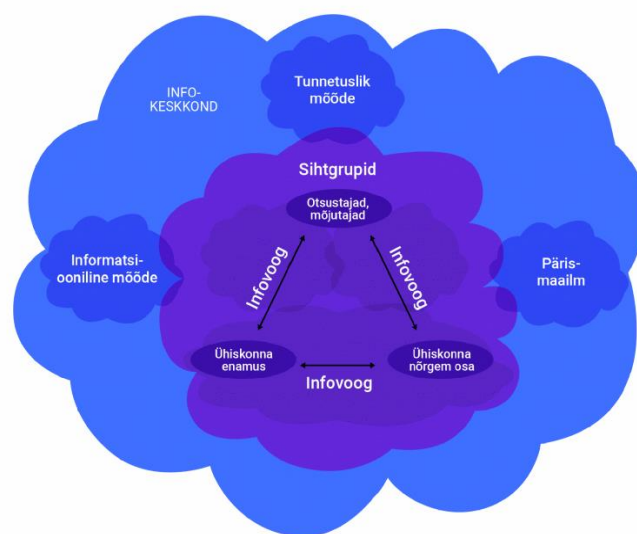 INFO-
KESKKOND
Tunnetuslik
mõõde
Sihtgrupid
Otsustajad,
mõjutajad
Informatsi-
ooniline mõõde
Infovoog
Infovoog
Päris-
maailm
Ühiskonna
enamus
Ühiskonna
nõrgem osa
Infovoog